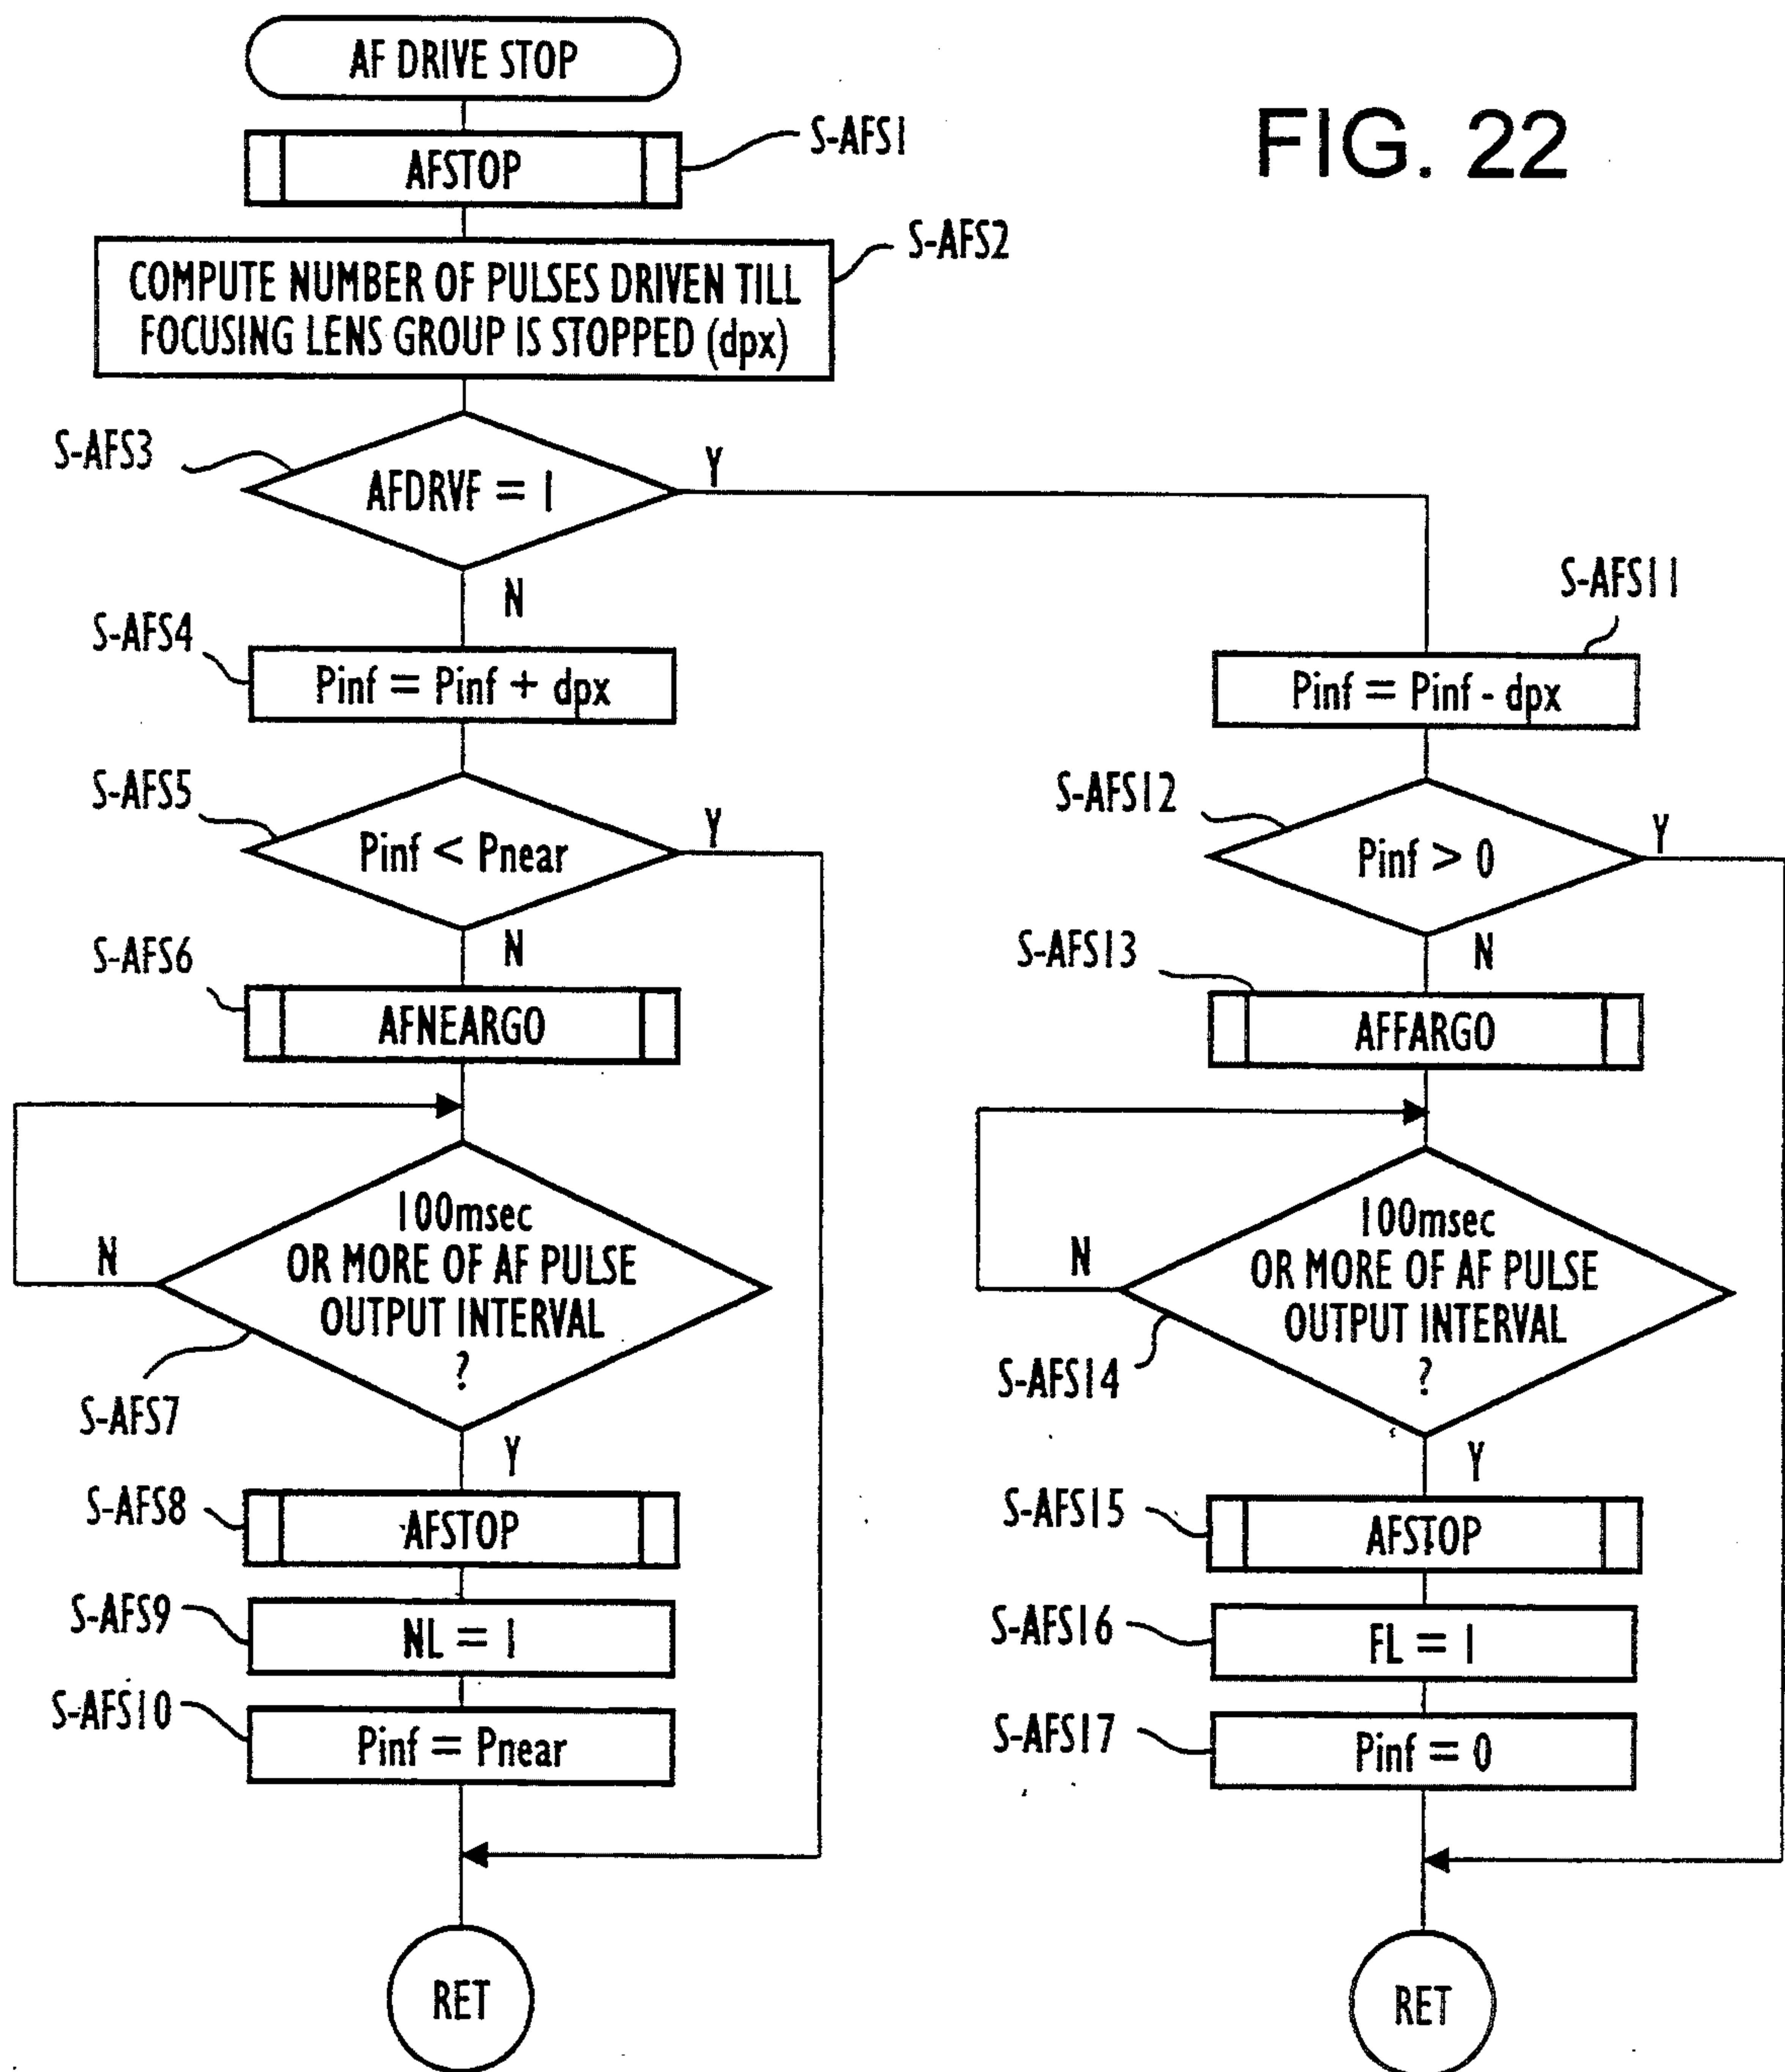 FIG. 22
AF DRIVE STOP
AFSTOP
S-AFS1
COMPUTE NUMBER OF PULSES DRIVEN TILL
FOCUSING LENS GROUP IS STOPPED (dpx)
S-AFS2
AFDRVF = 1
S-AFS3
Y
N
Pinf = Pinf + dpx
S-AFS4
Pinf < Pnear
S-AFS5
Y
N
AFNEARGO
S-AFS6
100msec
OR MORE OF AF PULSE
OUTPUT INTERVAL
?
S-AFS7
N
Y
AFSTOP
S-AFS8
NL = 1
S-AFS9
Pinf = Pnear
S-AFS10
RET
Pinf = Pinf - dpx
S-AFS11
Pinf > 0
S-AFS12
Y
N
AFFARGO
S-AFS13
100msec
OR MORE OF AF PULSE
OUTPUT INTERVAL
?
S-AFS14
N
Y
AFSTOP
S-AFS15
FL = 1
S-AFS16
Pinf = 0
S-AFS17
RET